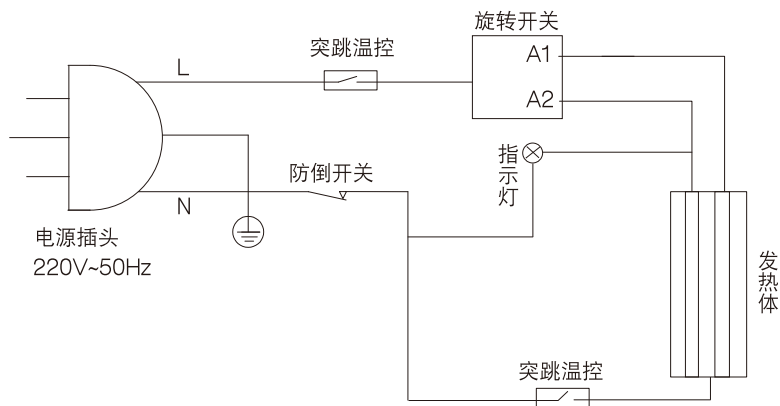 旋转开关
突跳温控
L
A1
A2
指示灯
防倒开关
N
电源插头
220V~50Hz
发热体
突跳温控